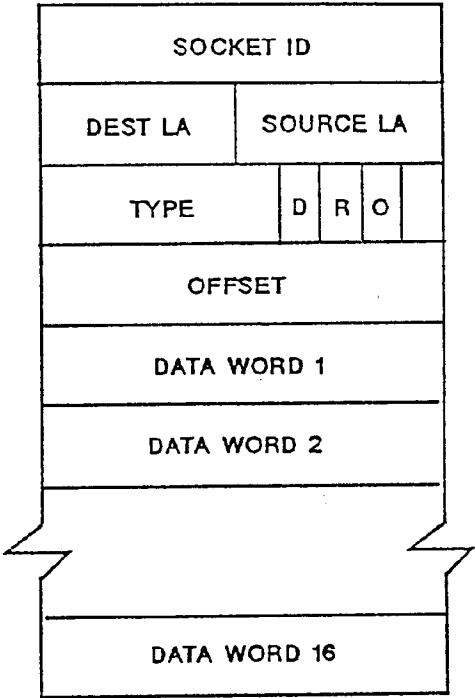 SOCKET ID
DEST LA SOURCE LA
TYPE D R O
OFFSET
DATA WORD 1
DATA WORD 2
DATA WORD 16